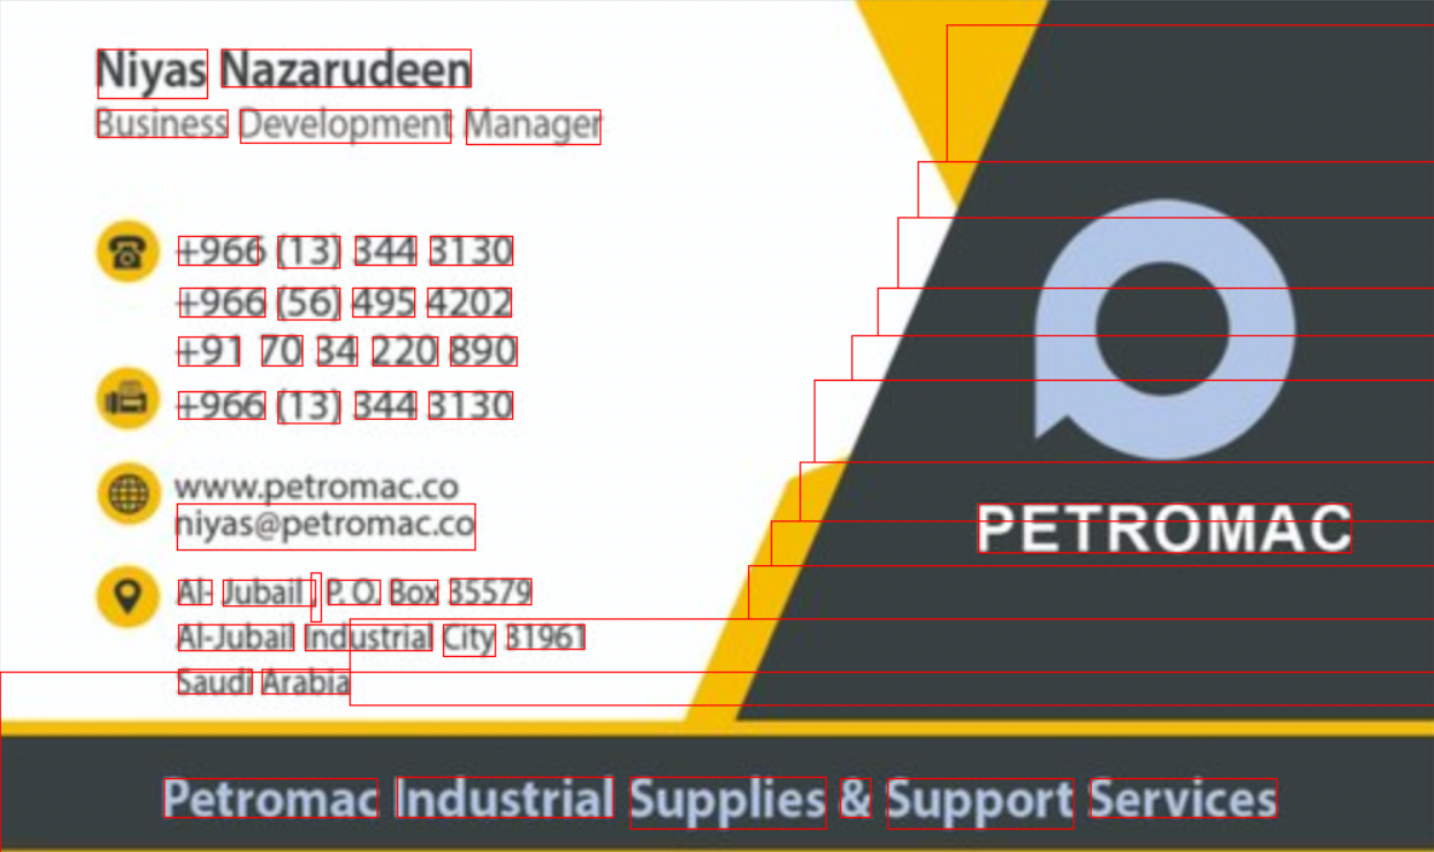 Niyas Nazarudeen
Business Development Manager
+966 (13) 344 3130
+966 (56) 495 4202
+91 70 34 220 890
+966 (13) 344 3130
www.petromac.co
niyas@petromac.co
Al- Jubail , P. O. Box 35579
Al-Jubail Industrial City 31961
Saudi Arabia
PETROMAC
Petromac Industrial Supplies & Support Services